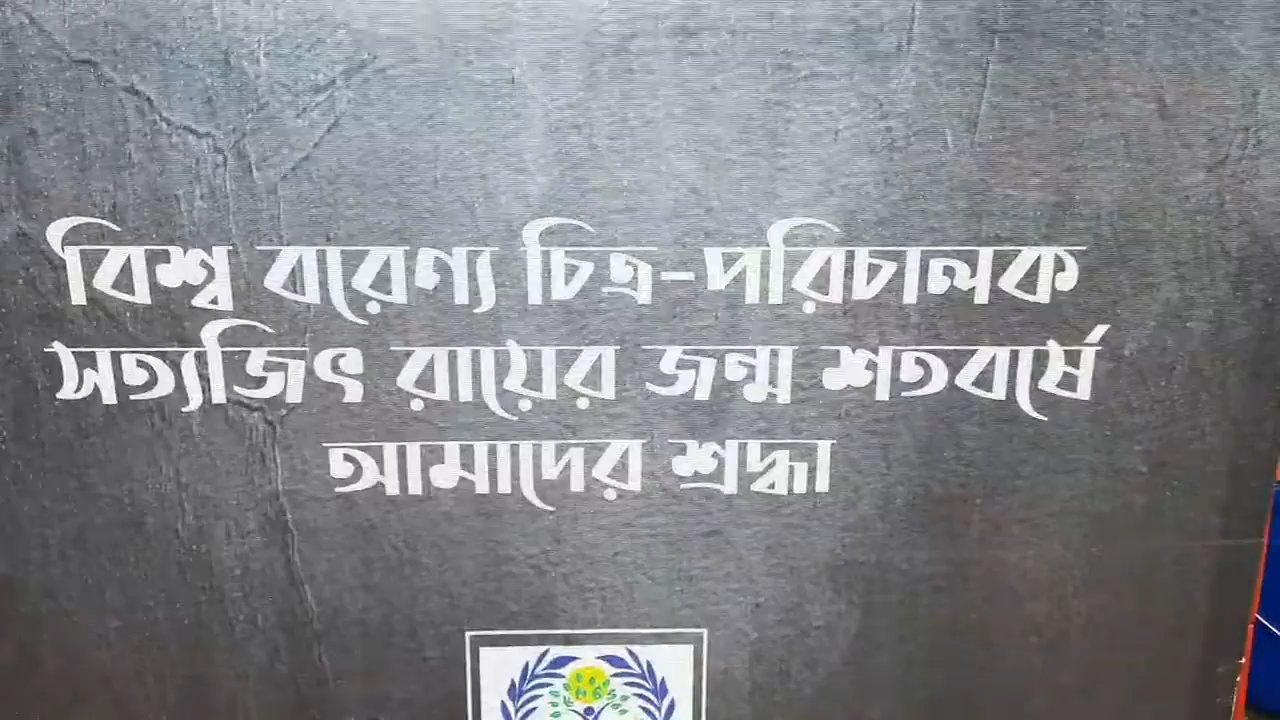 বিশ্ব বরেণ্য চিত্র-পরিচালক
সত্যজিৎ রায়ের জন্ম শতবর্ষে
আমাদের শ্রদ্ধা